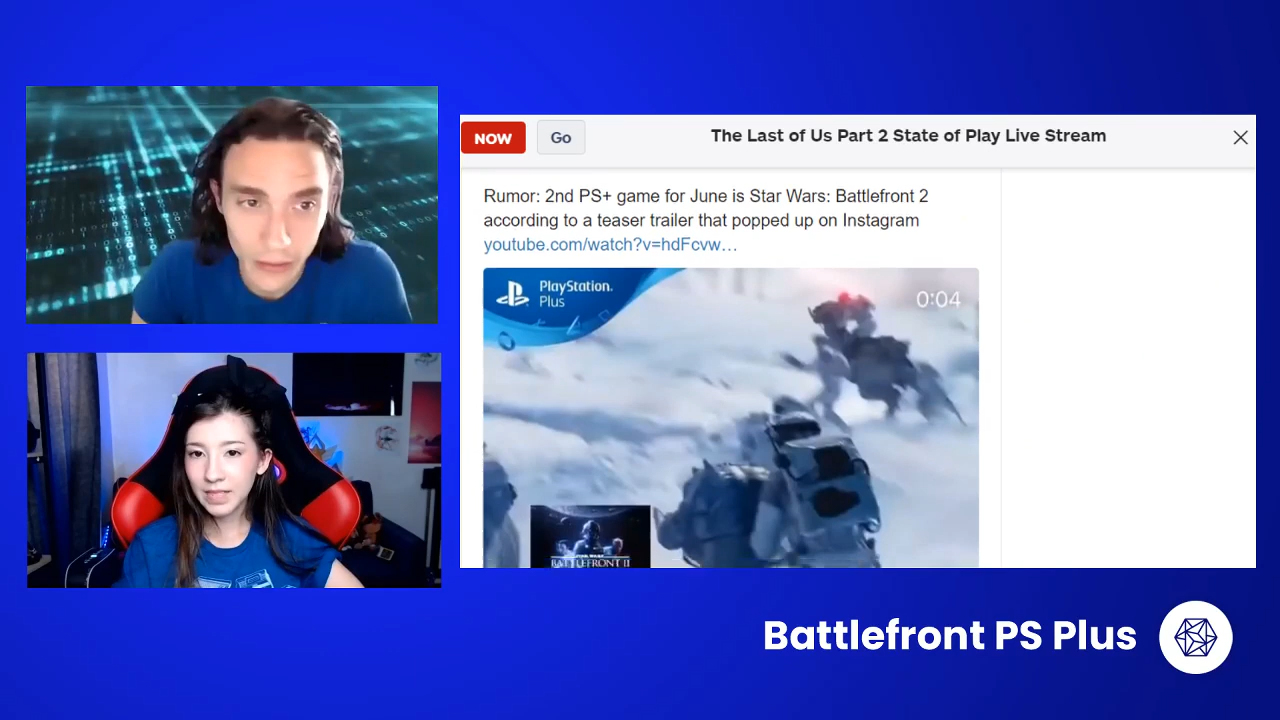 NOW
Go
The Last of Us Part 2 State of Play Live Stream
Rumor: 2nd PS+ game for June is Star Wars: Battlefront 2
according to a teaser trailer that popped up on Instagram
youtube.com/watch?v=hdFcvw…
PlayStation.
Plus
0:04
STAR WARS
BATTLEFRONT II
Battlefront PS Plus